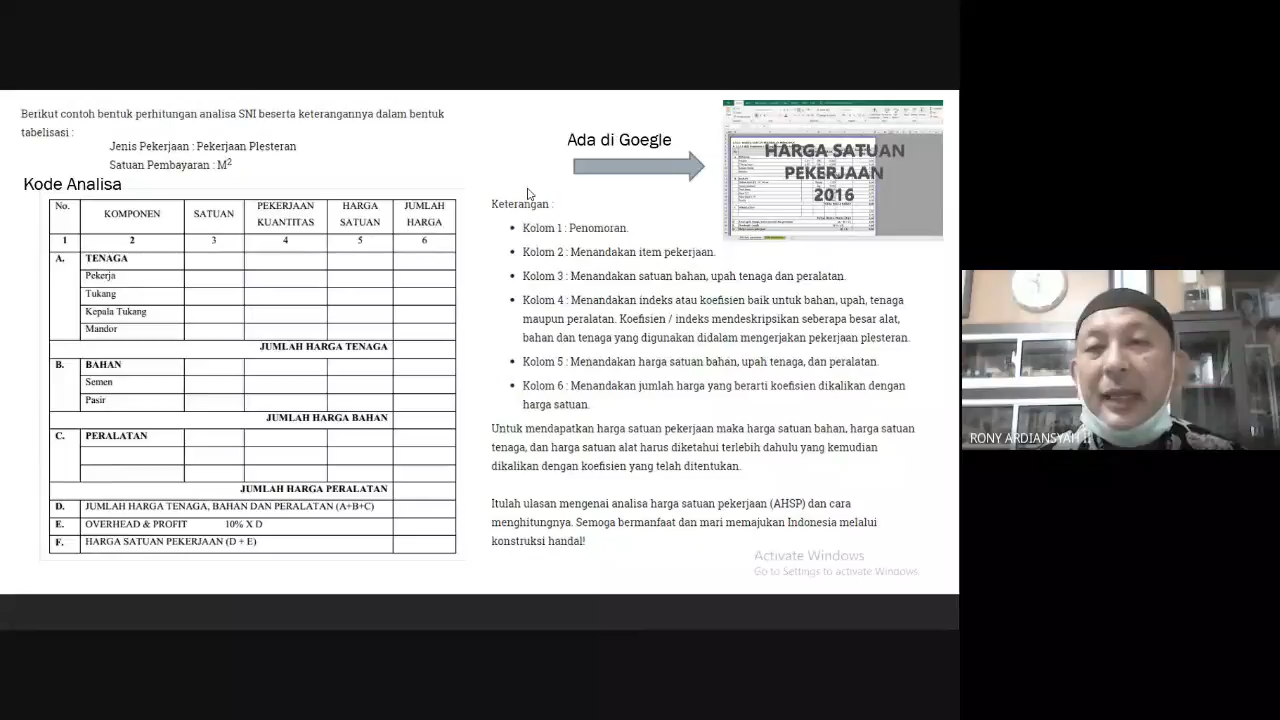 Berikut contoh bentuk perhitungan analisa SNI beserta keterangannya dalam bentuk
tabelisasi :
Jenis Pekerjaan : Pekerjaan Plesteran
Satuan Pembayaran : M2
Kode Analisa
No. KOMPONEN SATUAN PEKERJAAN KUANTITAS HARGA SATUAN JUMLAH HARGA
1 2 3 4 5 6
A. TENAGA
Pekerja
Tukang
Kepala Tukang
Mandor
JUMLAH HARGA TENAGA
B. BAHAN
Semen
Pasir
JUMLAH HARGA BAHAN
C. PERALATAN
JUMLAH HARGA PERALATAN
D. JUMLAH HARGA TENAGA, BAHAN DAN PERALATAN (A+B+C)
E. OVERHEAD & PROFIT 10% X D
F. HARGA SATUAN PEKERJAAN (D + E)
Ada di Goegle
HARGA SATUAN
PEKERJAAN
2016
Keterangan :
• Kolom 1 : Penomoran.
• Kolom 2 : Menandakan item pekerjaan.
• Kolom 3 : Menandakan satuan bahan, upah tenaga dan peralatan.
• Kolom 4 : Menandakan indeks atau koefisien baik untuk bahan, upah, tenaga
maupun peralatan. Koefisien / indeks mendeskripsikan seberapa besar alat,
bahan dan tenaga yang digunakan didalam mengerjakan pekerjaan plesteran.
• Kolom 5 : Menandakan harga satuan bahan, upah tenaga, dan peralatan.
• Kolom 6 : Menandakan jumlah harga yang berarti koefisien dikalikan dengan
harga satuan.
Untuk mendapatkan harga satuan pekerjaan maka harga satuan bahan, harga satuan
tenaga, dan harga satuan alat harus diketahui terlebih dahulu yang kemudian
dikalikan dengan koefisien yang telah ditentukan.
Itulah ulasan mengenai analisa harga satuan pekerjaan (AHSP) dan cara
menghitungnya. Semoga bermanfaat dan mari memajukan Indonesia melalui
konstruksi handal!
Activate Windows
Go to Settings to activate Windows.
RONY ARDIANSYAH